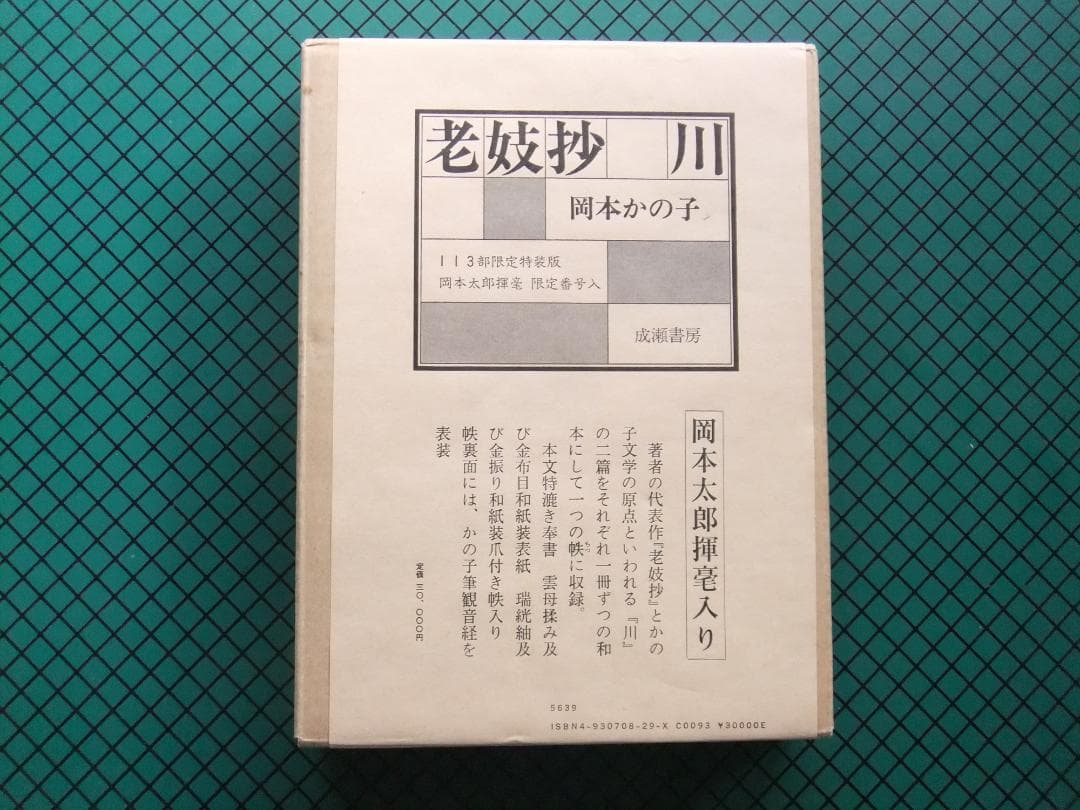 老妓抄 川
岡本かの子
113部限定特装版
岡本太郎揮毫 限定番号入
成瀬書房
岡本太郎揮毫入り
著者の代表作『老妓抄』とかの
子文学の原点といわれる『川』
の二篇をそれぞれ一冊ずつの和
本にして一つの帙に収録。
本文特漉き奉書 雲母揉み及
び金布目和紙装表紙 瑞絖紬及
び金振り和紙装爪付き帙入り
帙裏面には、かの子筆観音経を
表装
定価 三〇、〇〇〇円
5639
ISBN4-930708-29-X C0093 ¥30000E